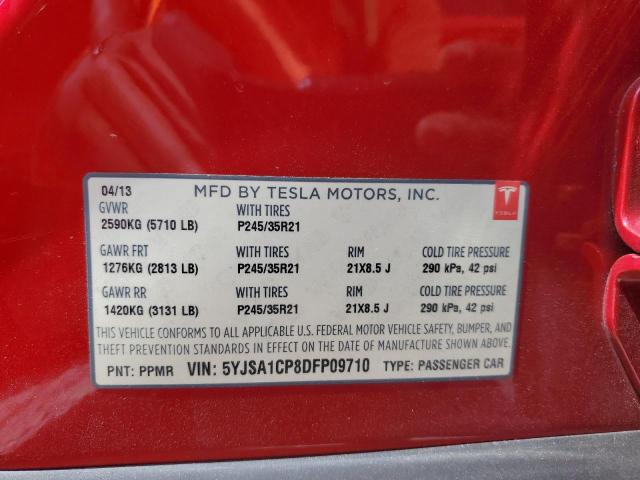 04/13 MFD BY TESLA MOTORS, INC.
GVWR WITH TIRES
2590KG (5710 LB) P245/35R21
GAWR FRT WITH TIRES RIM COLD TIRE PRESSURE
1276KG (2813 LB) P245/35R21 21X8.5 J 290 kPa, 42 psi
GAWR RR WITH TIRES RIM COLD TIRE PRESSURE
1420KG (3131 LB) P245/35R21 21X8.5 J 290 kPa, 42 psi
THIS VEHICLE CONFORMS TO ALL APPLICABLE U.S. FEDERAL MOTOR VEHICLE SAFETY, BUMPER, AND
THEFT PREVENTION STANDARDS IN EFFECT ON THE DATE OF MANUFACTURE SHOWN ABOVE.
PNT: PPMR VIN: 5YJSA1CP8DFP09710 TYPE: PASSENGER CAR
TESLA